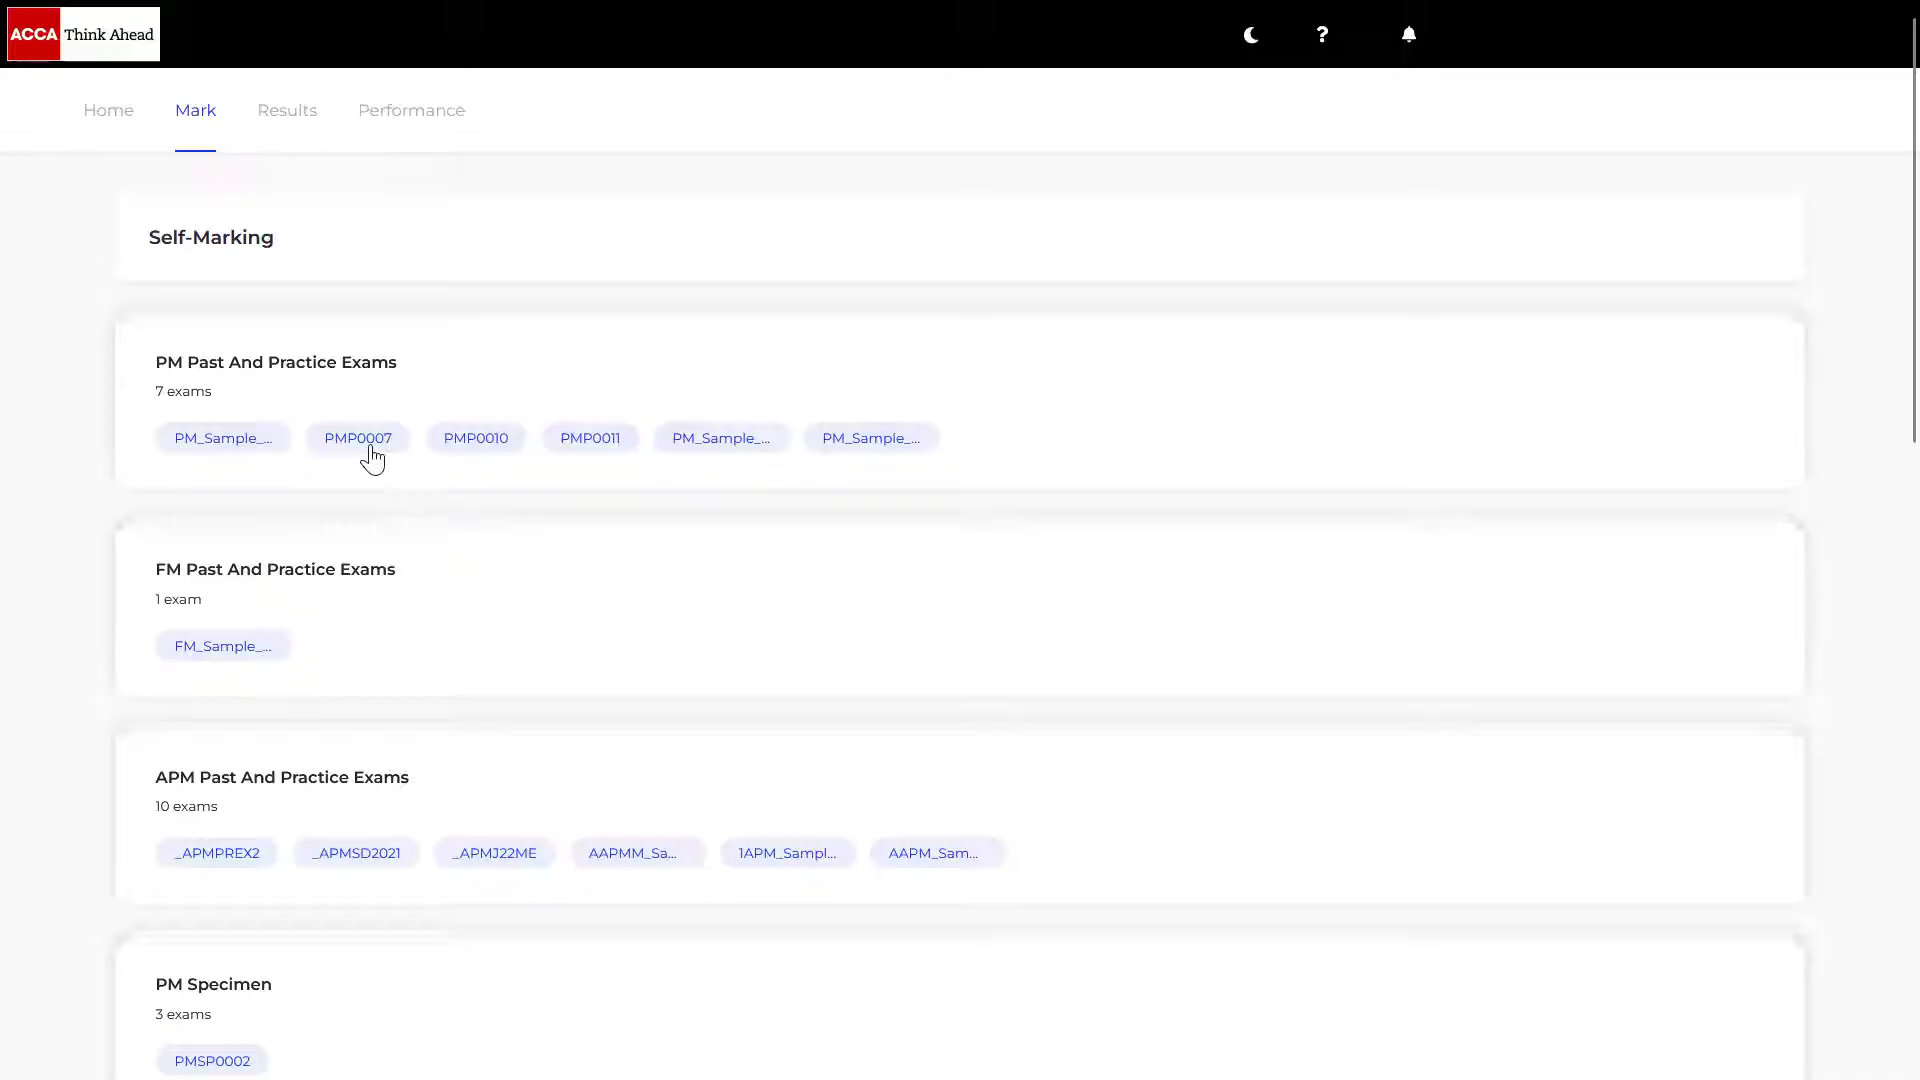 ACCA Think Ahead
?
Home Mark Results Performance
Self-Marking
PM Past And Practice Exams
7 exams
PM_Sample_... PMP0007 PMP0010 PMP0011 PM_Sample_... PM_Sample_...
FM Past And Practice Exams
1 exam
FM_Sample_...
APM Past And Practice Exams
10 exams
_APMPREX2 _APMSD2021 _APMJ22ME AAPMM_Sa... 1APM_Sampl... AAPM_Sam...
PM Specimen
3 exams
PMSP0002